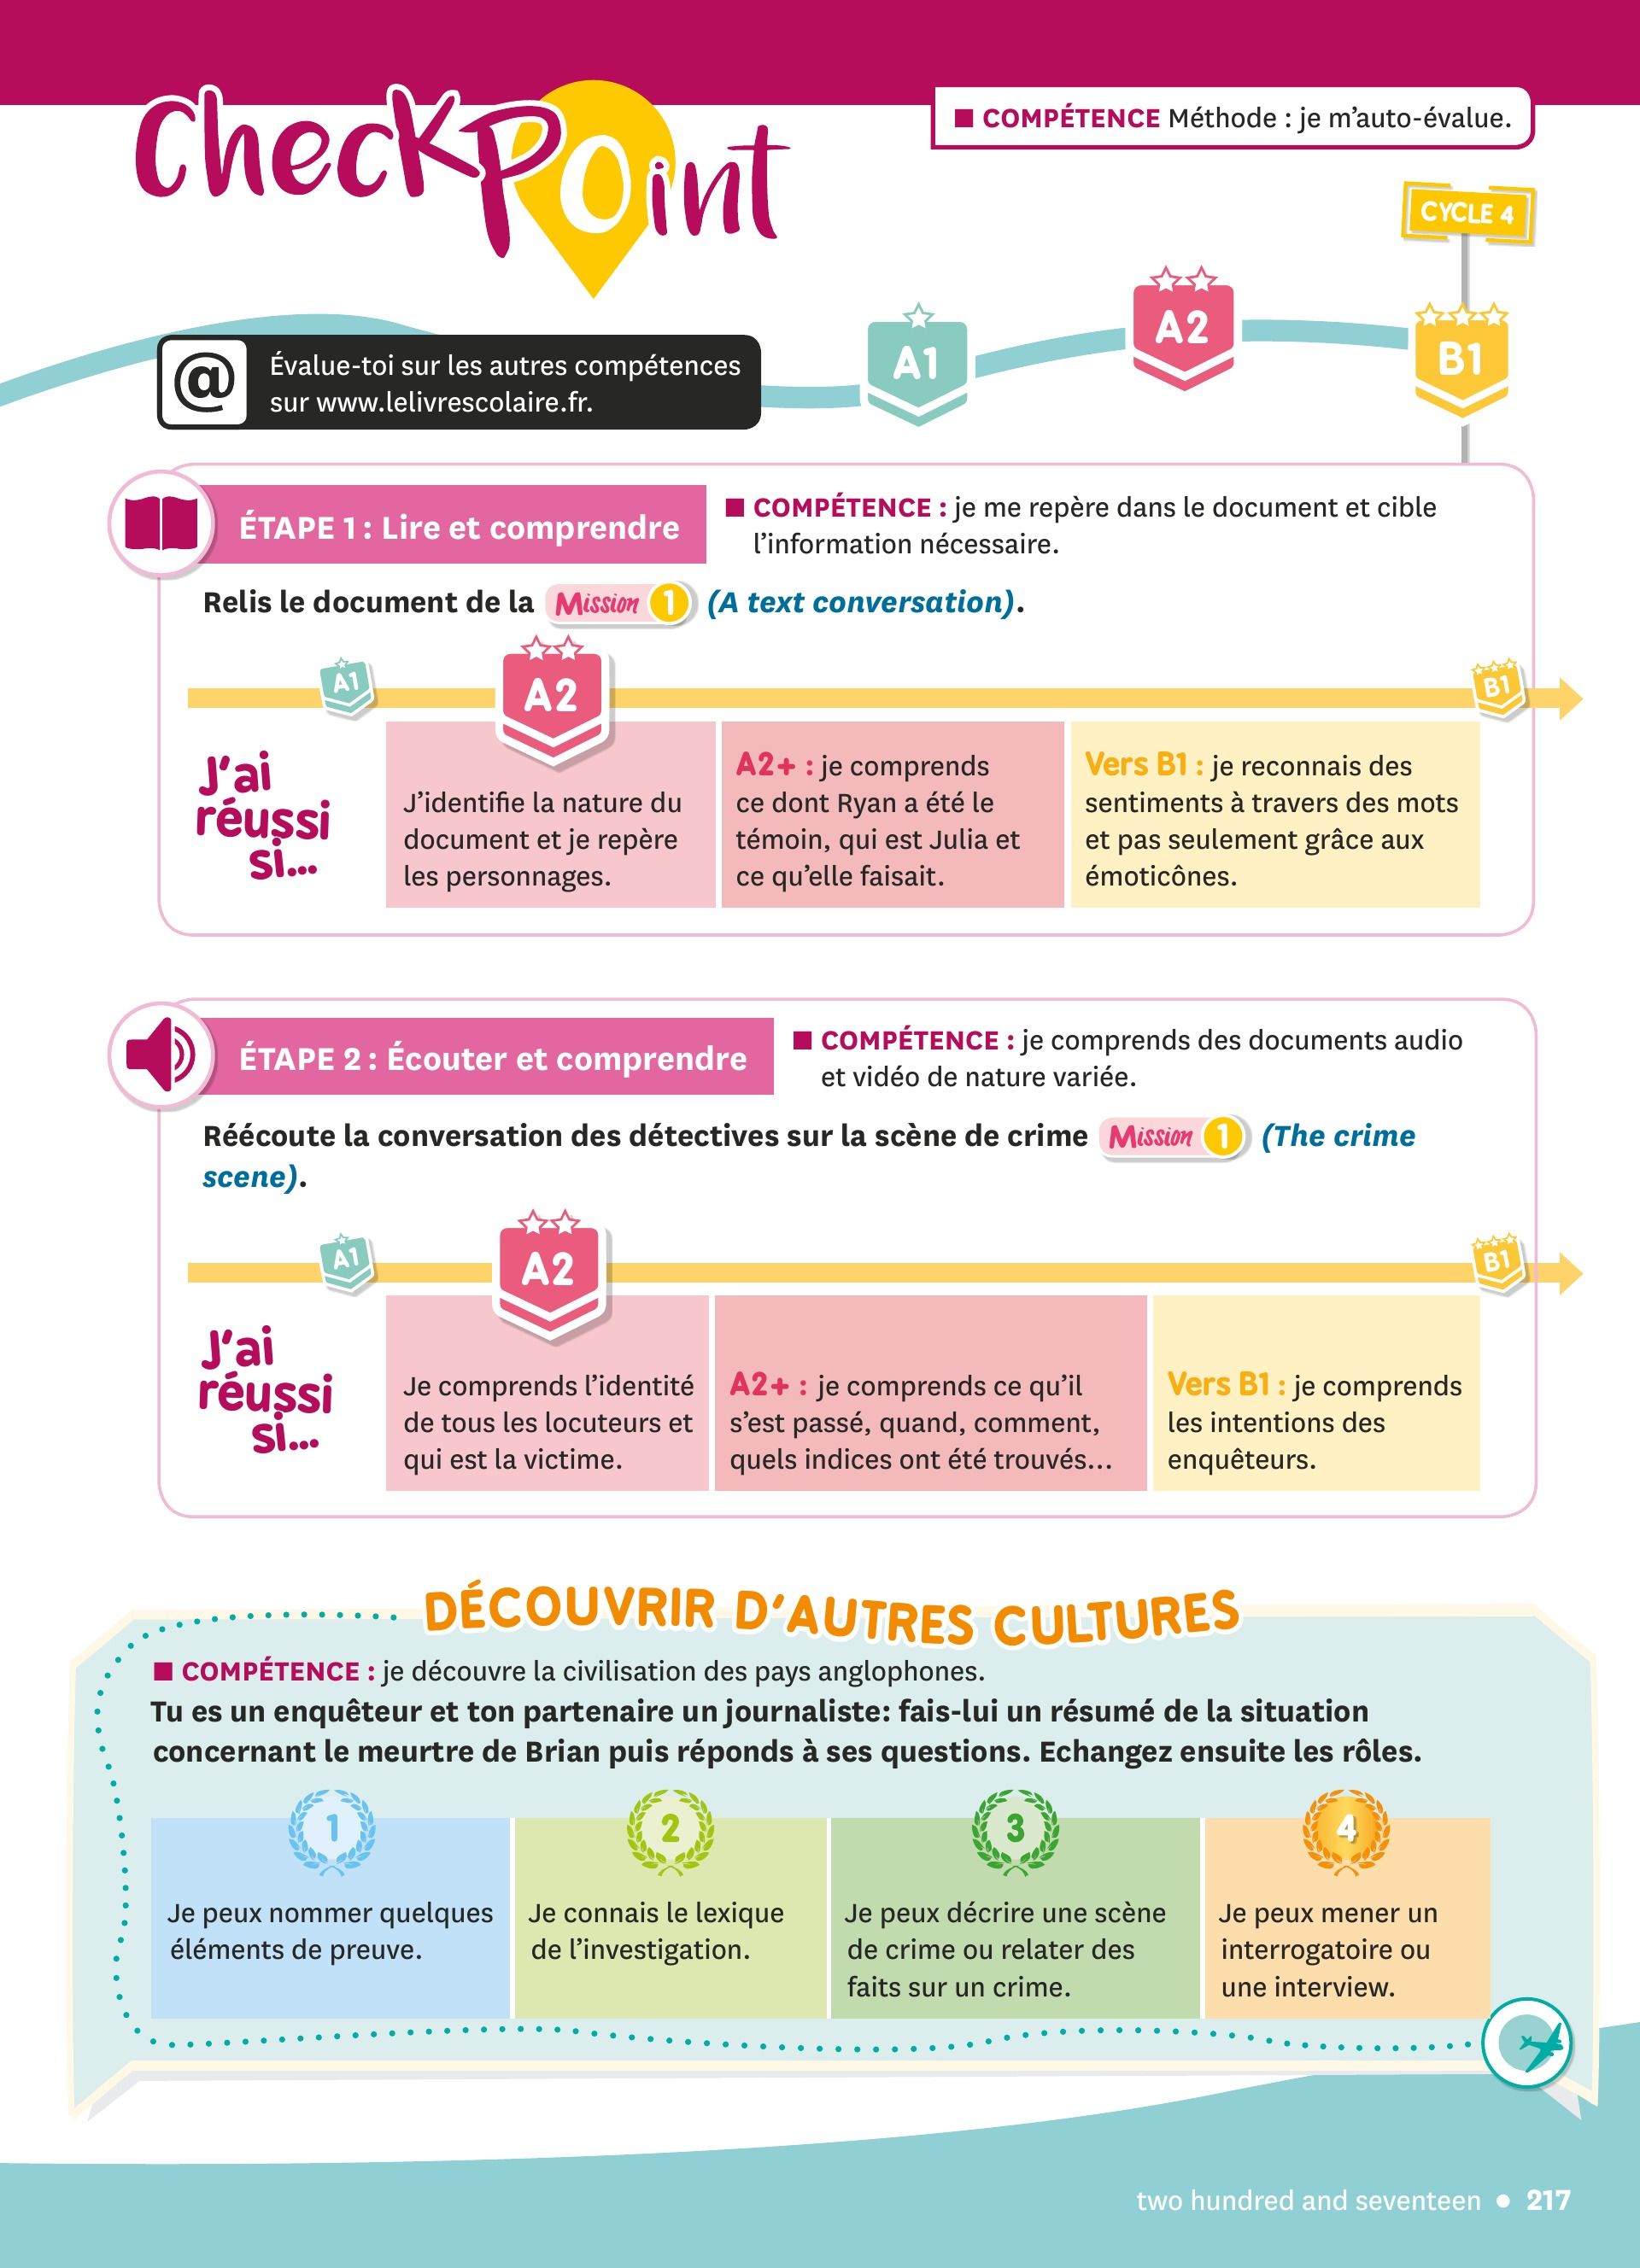 CheckPoint
■ COMPÉTENCE Méthode : je m'auto-évalue.
CYCLE 4
A1
A2
B1
@
Évalue-toi sur les autres compétences
sur www.lelivrescolaire.fr.
ÉTAPE 1 : Lire et comprendre
■ COMPÉTENCE : je me repère dans le document et cible
l'information nécessaire.
Relis le document de la Mission 1 (A text conversation).
A1
A2
B1
J'ai
réussi
si...
J'identifie la nature du
document et je repère
les personnages.
A2+ : je comprends
ce dont Ryan a été le
témoin, qui est Julia et
ce qu'elle faisait.
Vers B1 : je reconnais des
sentiments à travers des mots
et pas seulement grâce aux
émoticônes.
ÉTAPE 2 : Écouter et comprendre
■ COMPÉTENCE : je comprends des documents audio
et vidéo de nature variée.
Réécoute la conversation des détectives sur la scène de crime Mission 1 (The crime
scene).
A1
A2
B1
J'ai
réussi
si...
Je comprends l'identité
de tous les locuteurs et
qui est la victime.
A2+ : je comprends ce qu'il
s'est passé, quand, comment,
quels indices ont été trouvés...
Vers B1 : je comprends
les intentions des
enquêteurs.
DÉCOUVRIR D'AUTRES CULTURES
■ COMPÉTENCE : je découvre la civilisation des pays anglophones.
Tu es un enquêteur et ton partenaire un journaliste: fais-lui un résumé de la situation
concernant le meurtre de Brian puis réponds à ses questions. Echangez ensuite les rôles.
1
Je peux nommer quelques
éléments de preuve.
2
Je connais le lexique
de l'investigation.
3
Je peux décrire une scène
de crime ou relater des
faits sur un crime.
4
Je peux mener un
interrogatoire ou
une interview.
two hundred and seventeen • 217